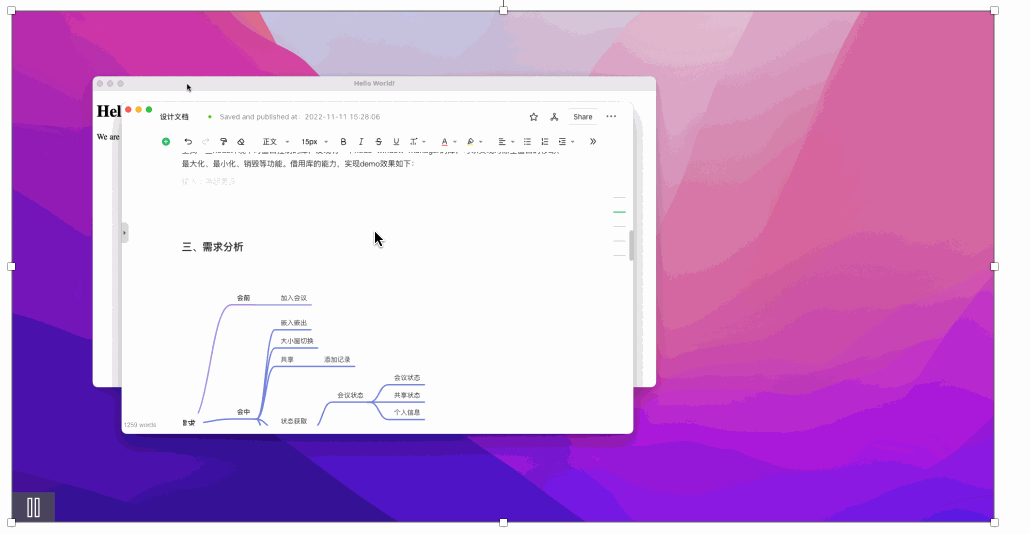 Hello World!
Hel
We are
设计文档
Saved and published at: 2022-11-11 15:28:06
Share
正文
15px
B I S U A
最大化、最小化、销毁等功能。借用库的能力，实现demo效果如下：
三、需求分析
会前
加入会议
嵌入嵌出
大小窗切换
共享
添加记录
会议状态
会议状态
共享状态
会中
个人信息
状态获取
1259 words